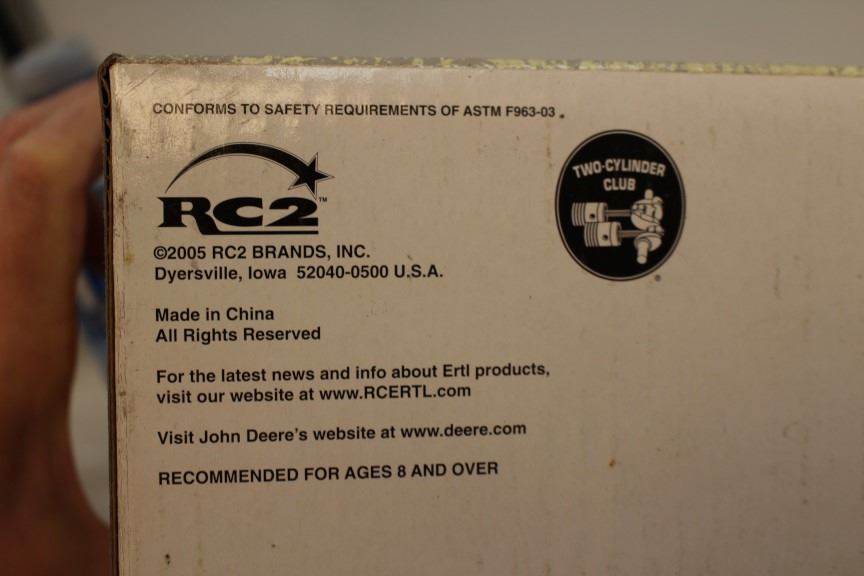 CONFORMS TO SAFETY REQUIREMENTS OF ASTM F963-03.
TWO-CYLINDER
CLUB
®
RC2™
©2005 RC2 BRANDS, INC.
Dyersville, Iowa 52040-0500 U.S.A.
Made in China
All Rights Reserved
For the latest news and info about Ertl products,
visit our website at www.RCERTL.com
Visit John Deere's website at www.deere.com
RECOMMENDED FOR AGES 8 AND OVER